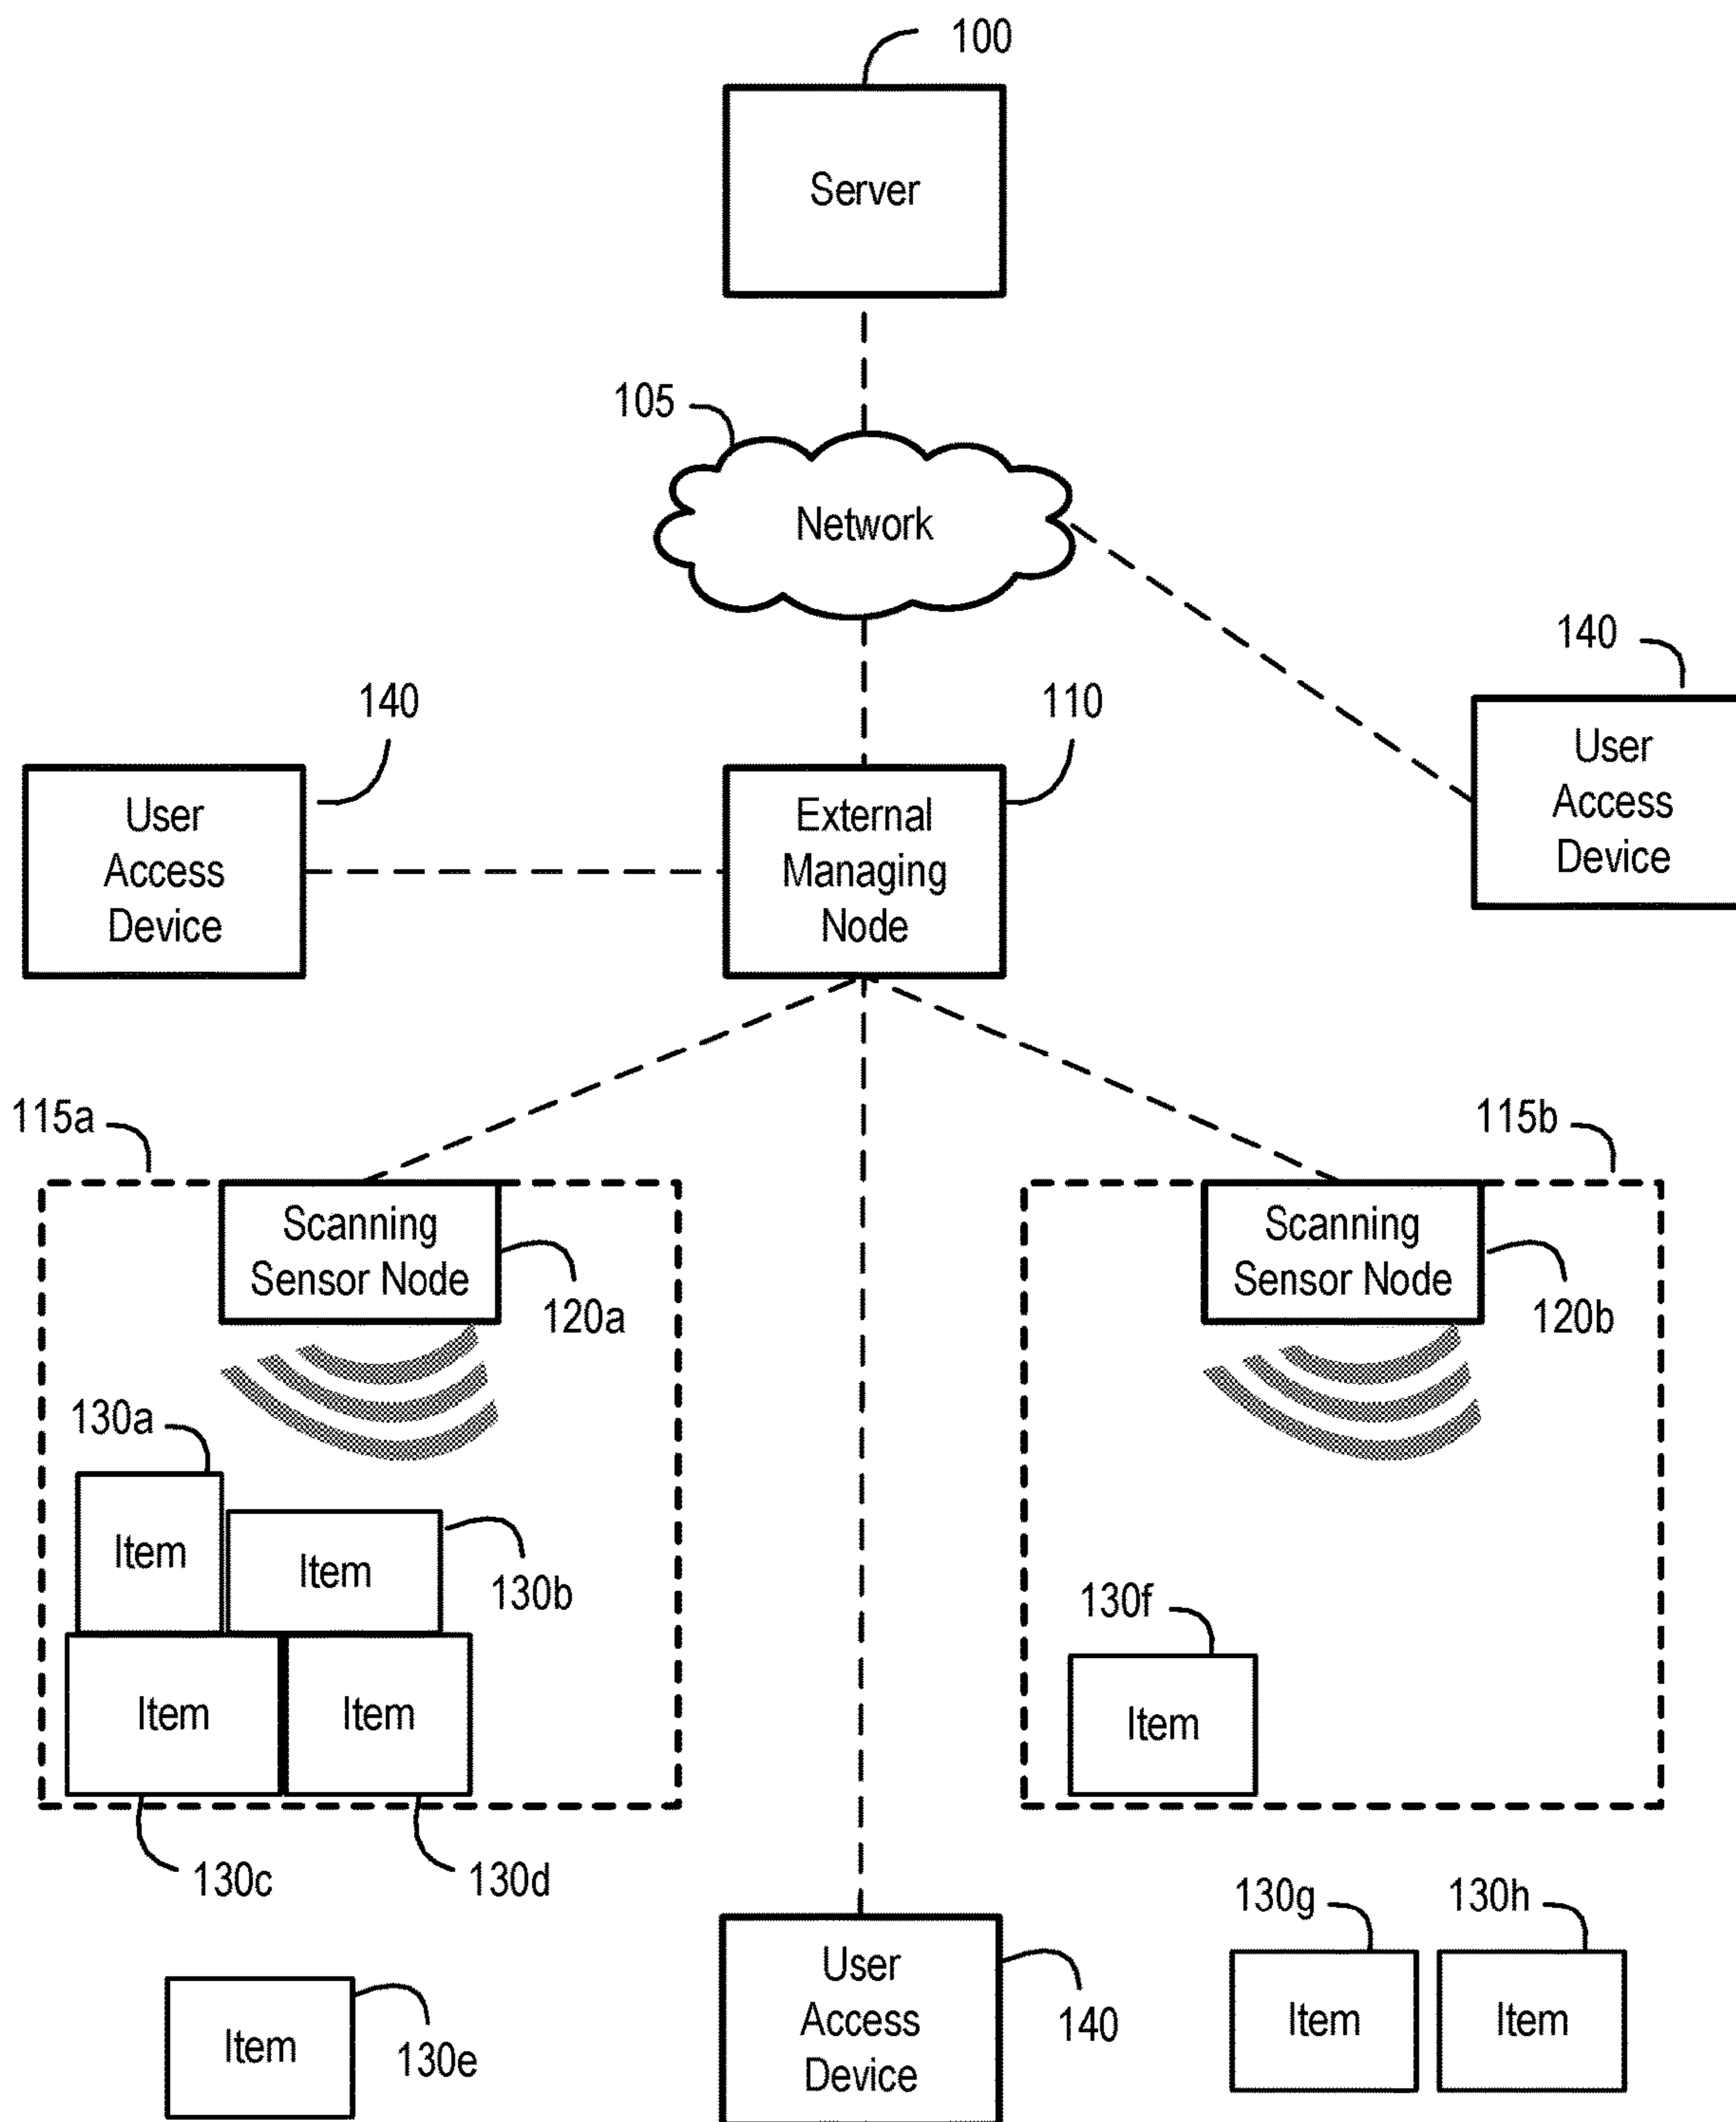 100
Server
105
Network
140
140
110
User
Access
Device
User
Access
Device
External
Managing
Node
115a
115b
Scanning
Sensor Node
Scanning
Sensor Node
120a
120b
130a
Item
Item
130b
130f
Item
Item
Item
130c
130d
130g
130h
User
Access
Device
140
Item
Item
Item
130e